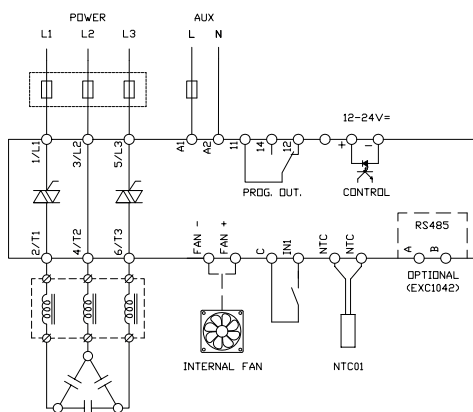 POWER AUX
L1 L2 L3 L N
12-24V=
1/L1 3/L2 5/L3 A1 A2 11 14 12 + -
PROG. OUT. CONTROL
RS485
2/T1 4/T2 6/T3 FAN - FAN + C IN1 NTC NTC A B
OPTIONAL
(EXC1042)
INTERNAL FAN NTC01